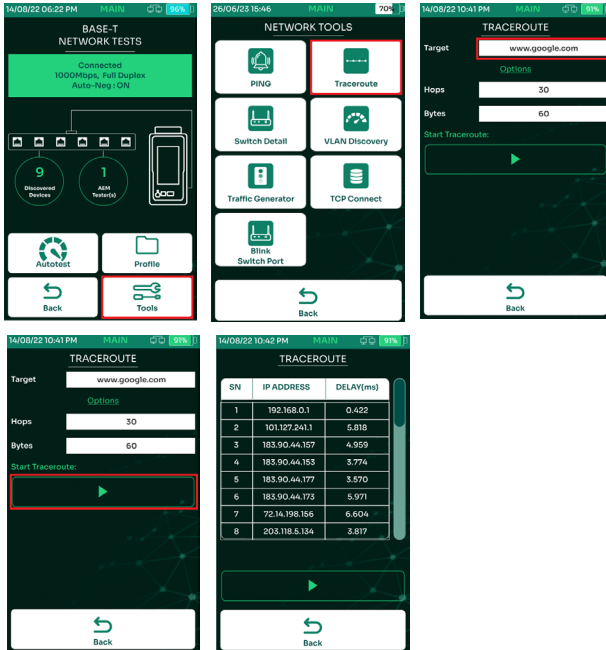 14/08/22 06:22 PM MAIN 96%
BASE-T
NETWORK TESTS
Connected
1000Mbps, Full Duplex
Auto-Neg : ON
9
Discovered
Devices
1
AEM
Tester(s)
Autotest
Profile
Back
Tools
26/06/23 15:46 MAIN 70%
NETWORK TOOLS
PING
Traceroute
Switch Detail
VLAN Discovery
Traffic Generator
TCP Connect
Blink
Switch Port
Back
14/08/22 10:41 PM MAIN 91%
TRACEROUTE
Target www.google.com
Options
Hops 30
Bytes 60
Start Traceroute:
Back
14/08/22 10:41 PM MAIN 91%
TRACEROUTE
Target www.google.com
Options
Hops 30
Bytes 60
Start Traceroute:
Back
14/08/22 10:42 PM MAIN 91%
TRACEROUTE
SN IP ADDRESS DELAY(ms)
1 192.168.0.1 0.422
2 101.127.241.1 5.818
3 183.90.44.157 4.959
4 183.90.44.153 3.774
5 183.90.44.177 3.570
6 183.90.44.173 5.971
7 72.14.198.156 6.604
8 203.118.5.134 3.817
Back